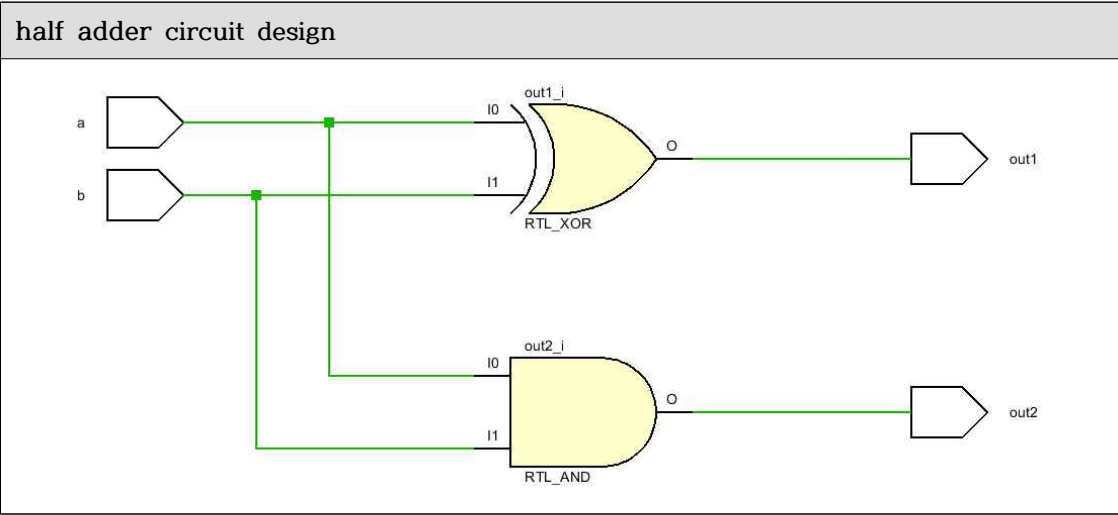 half adder circuit design
out1_i
I0
a
O
out1
I1
b
RTL_XOR
out2_i
I0
O
out2
I1
RTL_AND